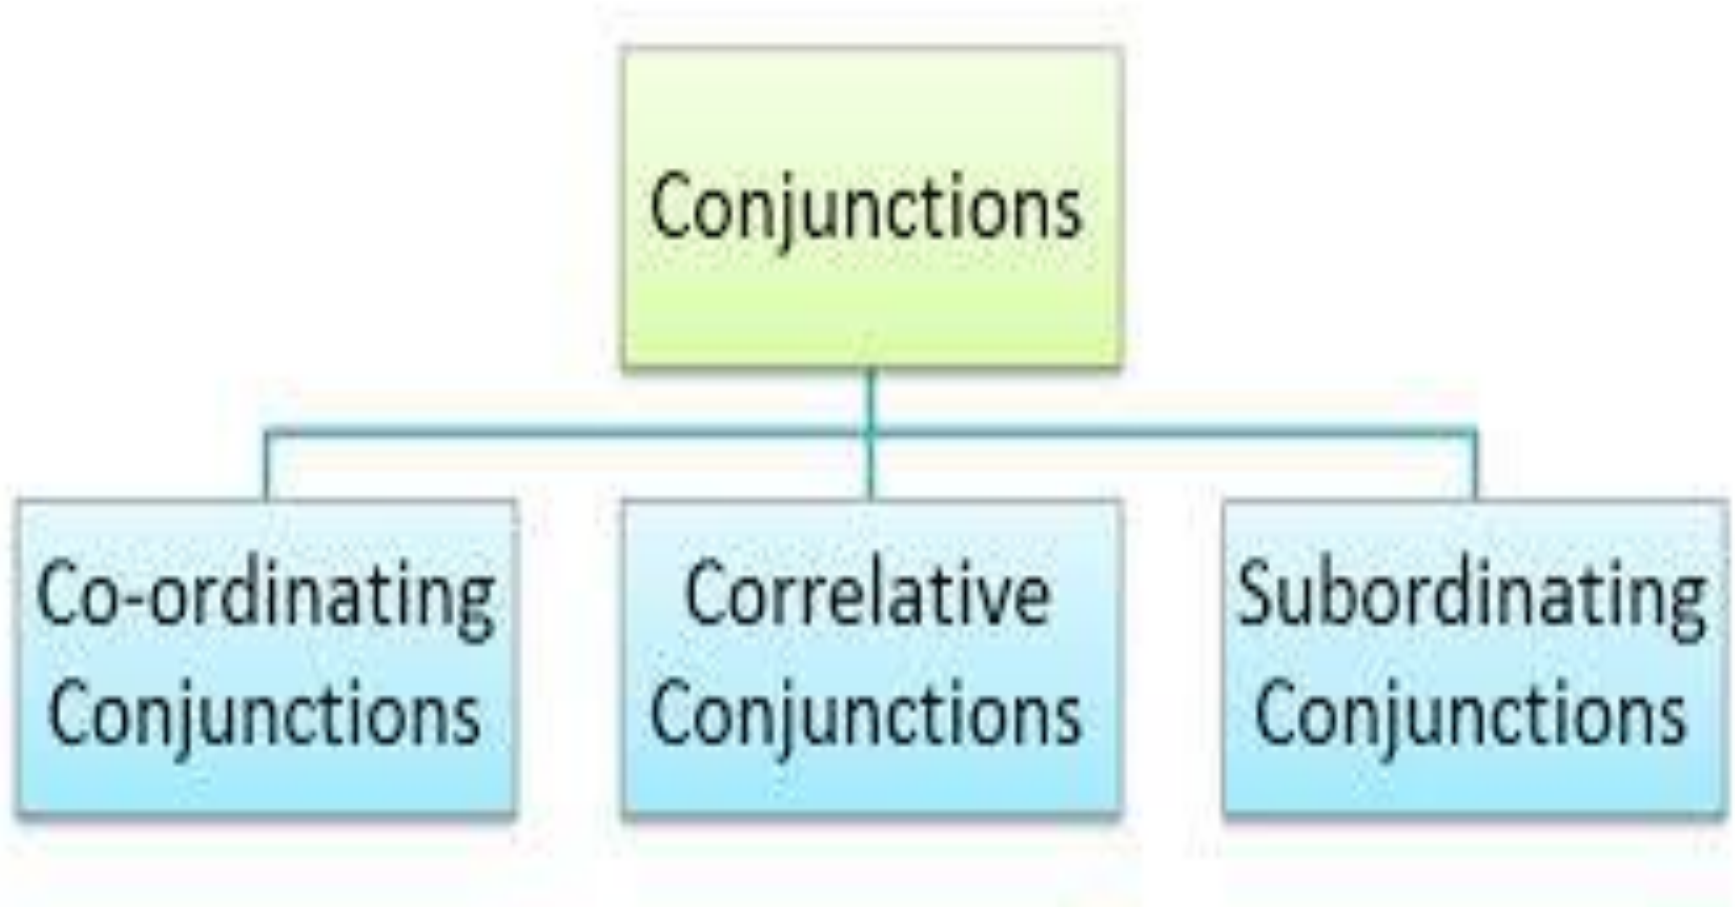 Conjunctions
Co-ordinating
Conjunctions
Correlative
Conjunctions
Subordinating
Conjunctions